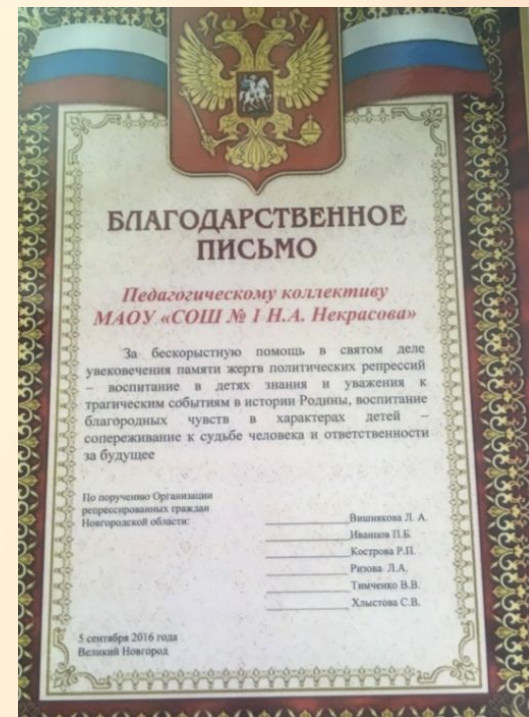 БЛАГОДАРСТВЕННОЕ
ПИСЬМО
Педагогическому коллективу
МАОУ «СОШ № 1 Н.А. Некрасова»
За бескорыстную помощь в святом деле
увековечения памяти жертв политических репрессий
– воспитание в детях знания и уважения к
трагическим событиям в истории Родины, воспитание
благородных чувств в характерах детей –
сопереживание к судьбе человека и ответственности
за будущее
По поручению Организации
репрессированных граждан
Новгородской области:
Вишнякова Л. А.
Иванцов П.Б.
Кострова Р.П.
Ризова Л.А.
Тимченко В.В.
Хлыстова С.В.
5 сентября 2016 года
Великий Новгород